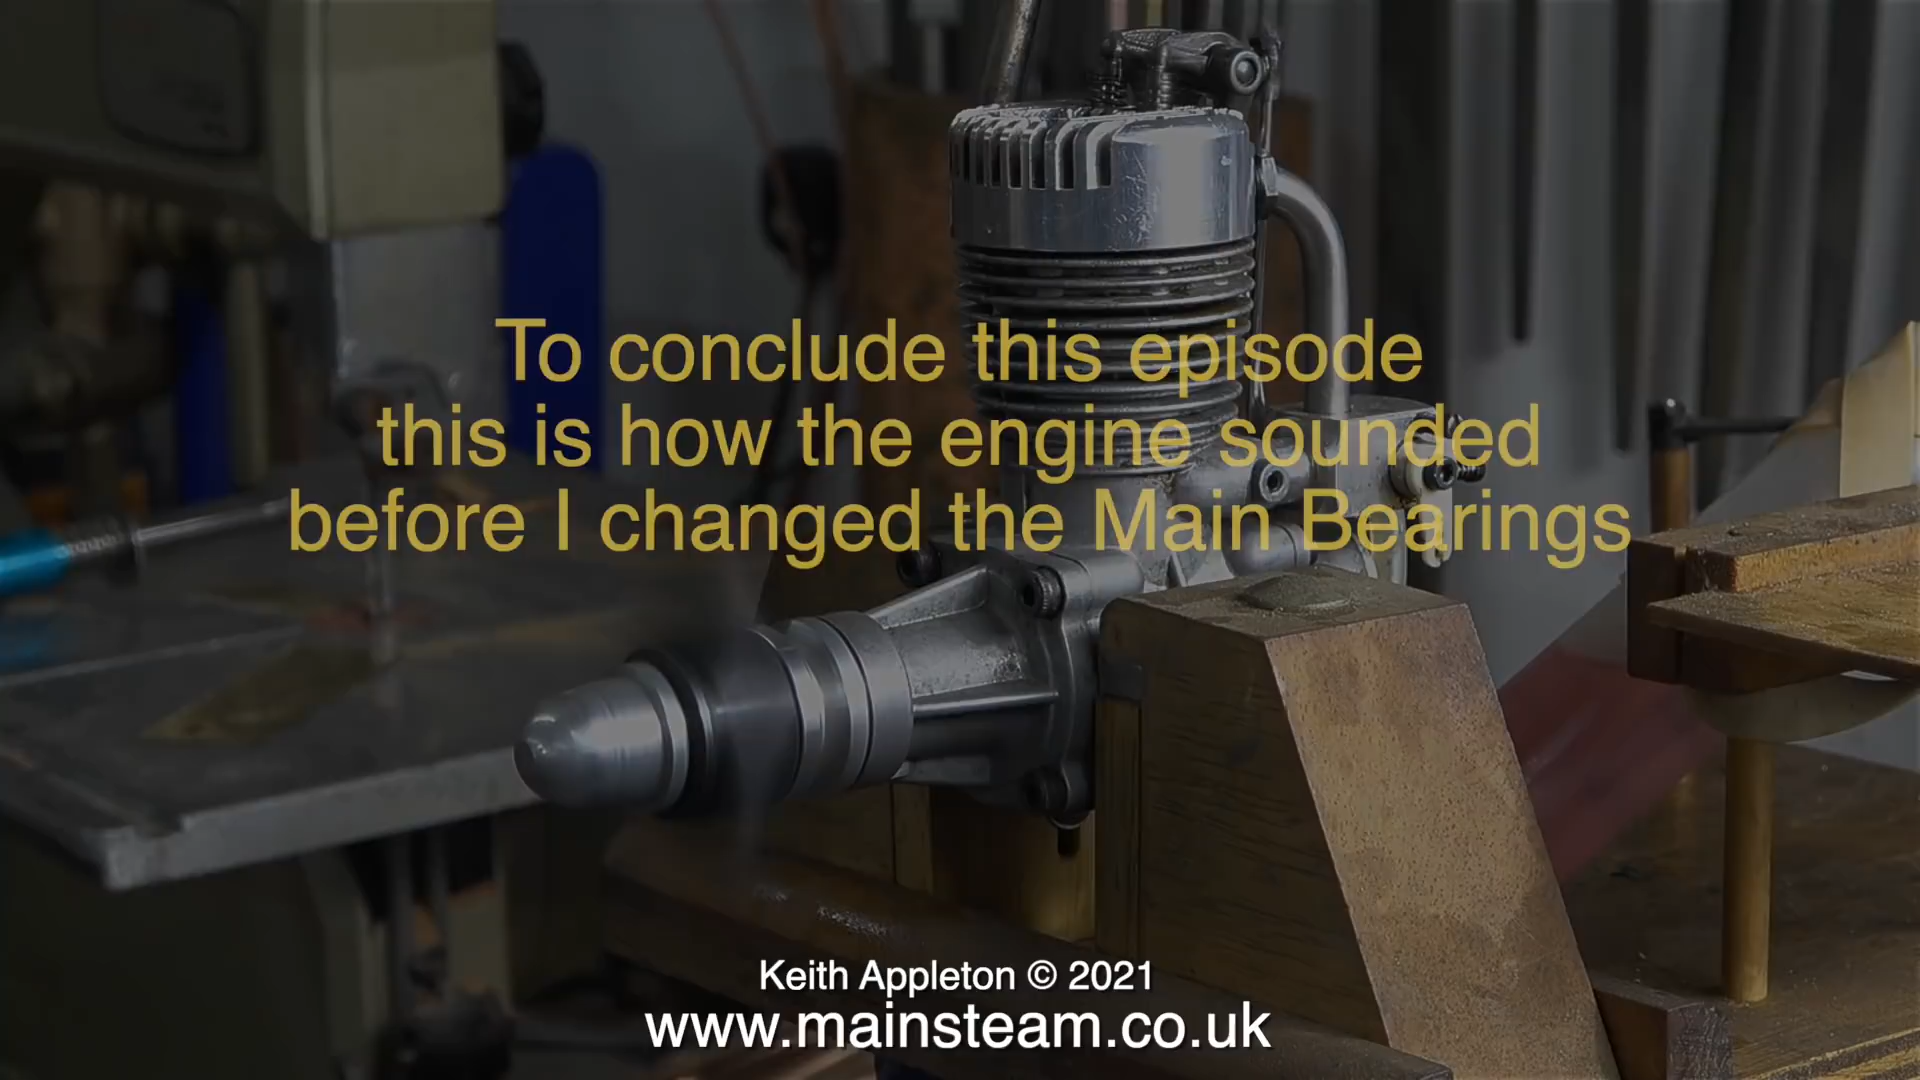 To conclude this episode
this is how the engine sounded
before I changed the Main Bearings
Keith Appleton © 2021
www.mainsteam.co.uk